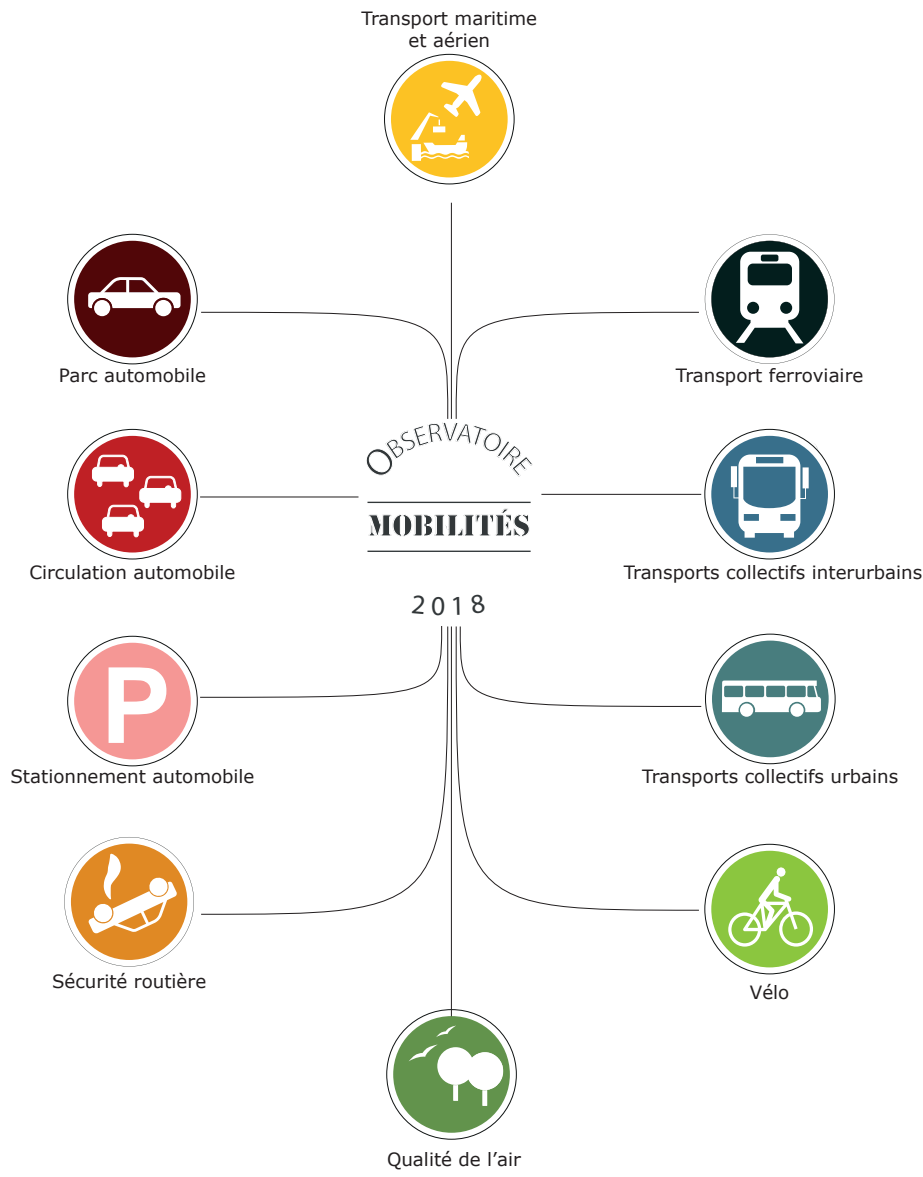 Transport maritime
et aérien
Parc automobile
Transport ferroviaire
OBSERVATOIRE
MOBILITÉS
2018
Circulation automobile
Transports collectifs interurbains
P
Stationnement automobile
Transports collectifs urbains
Sécurité routière
Vélo
Qualité de l’air